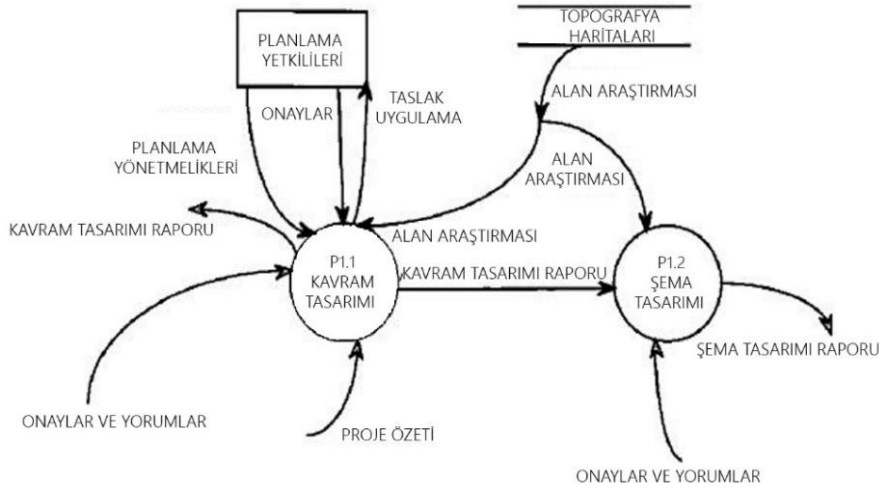 TOPOGRAFYA
HARİTALARI
PLANLAMA
YETKİLİLERİ
ALAN ARAŞTIRMASI
ONAYLAR
TASLAK
UYGULAMA
PLANLAMA
YÖNETMELİKLERİ
ALAN
ARAŞTIRMASI
KAVRAM TASARIMI RAPORU
ALAN ARAŞTIRMASI
P1.1
KAVRAM
TASARIMI
KAVRAM TASARIMI RAPORU
P1.2
ŞEMA
TASARIMI
ŞEMA TASARIMI RAPORU
ONAYLAR VE YORUMLAR
PROJE ÖZETİ
ONAYLAR VE YORUMLAR